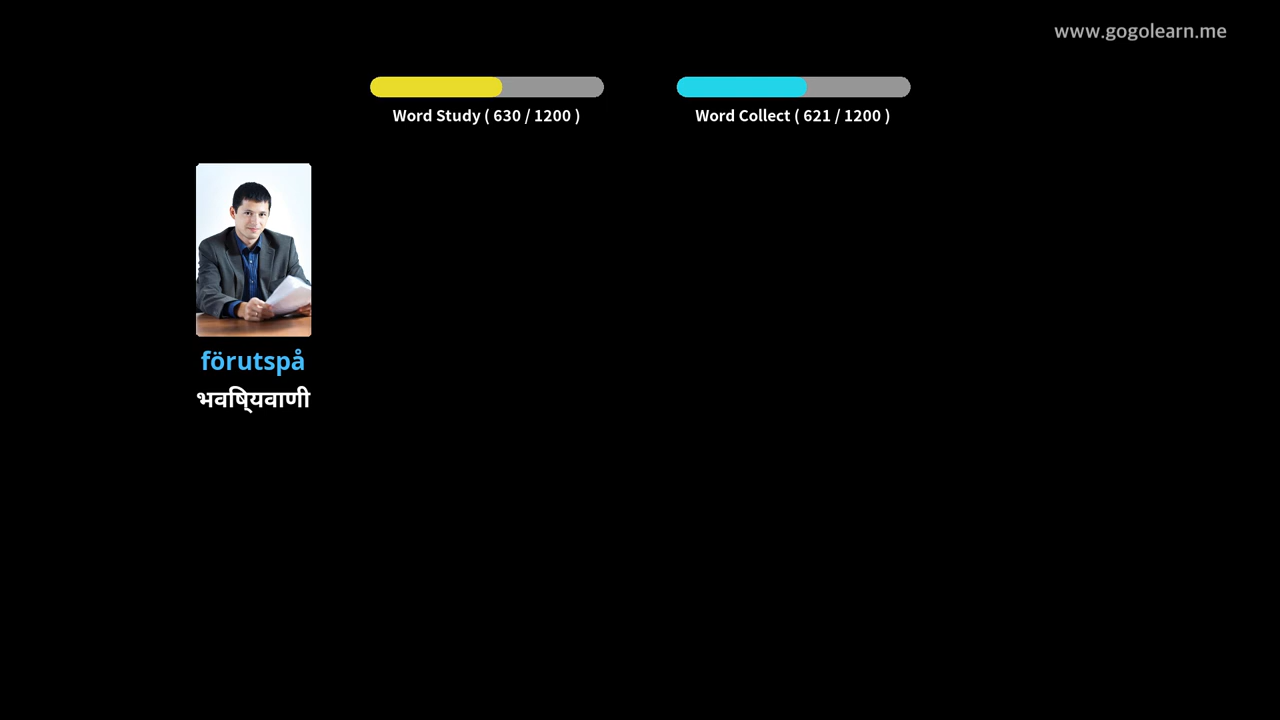 www.gogolearn.me
Word Study ( 630 / 1200 )
Word Collect ( 621 / 1200 )
förutspå
भविष्यवाणी